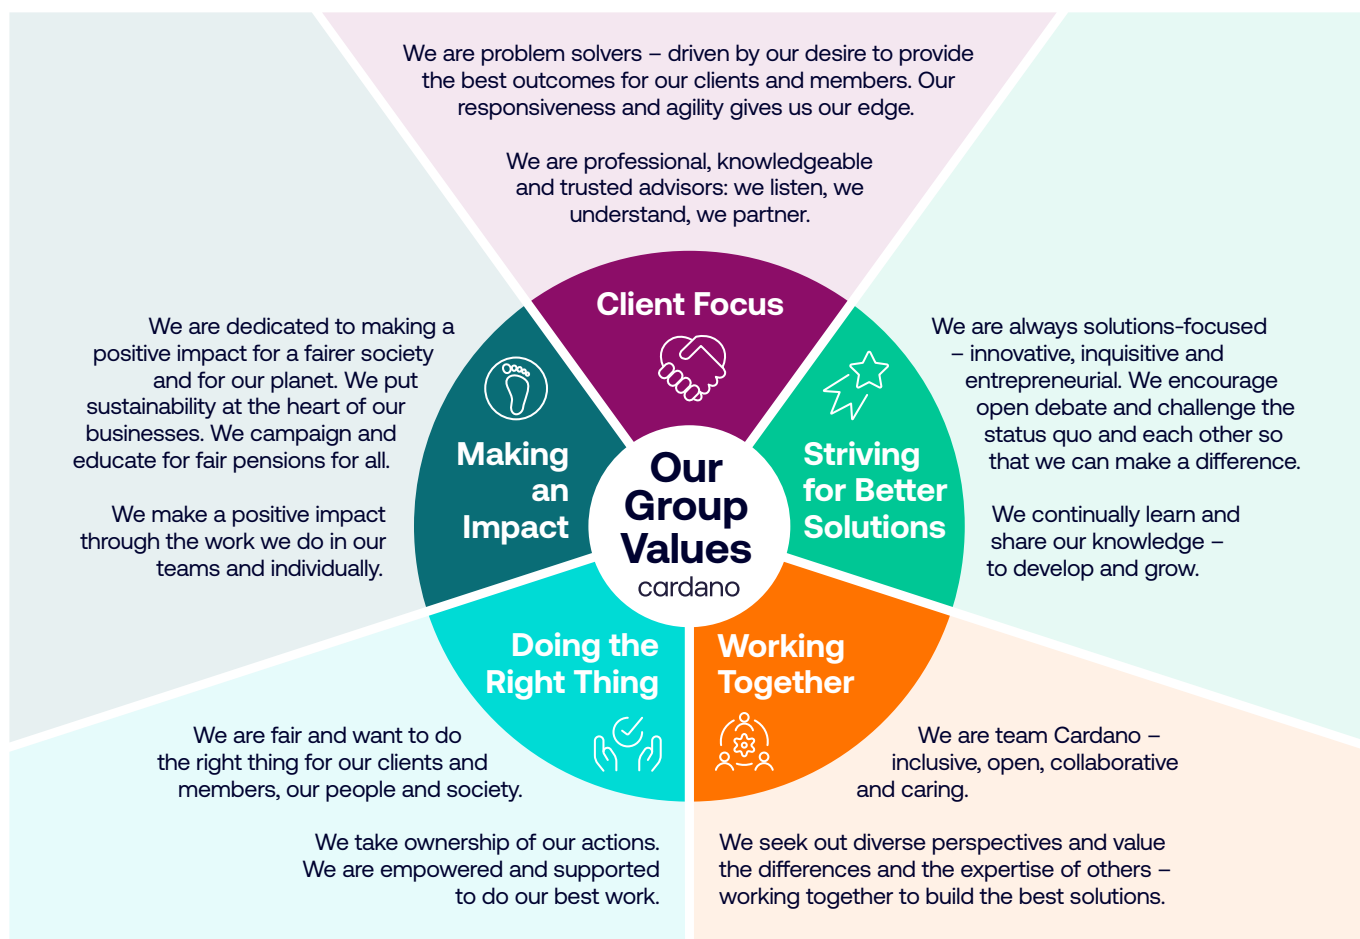 We are problem solvers – driven by our desire to provide
the best outcomes for our clients and members. Our
responsiveness and agility gives us our edge.
We are professional, knowledgeable
and trusted advisors: we listen, we
understand, we partner.
Client Focus
We are always solutions-focused
– innovative, inquisitive and
entrepreneurial. We encourage
open debate and challenge the
status quo and each other so
that we can make a difference.
We continually learn and
share our knowledge –
to develop and grow.
Striving
for Better
Solutions
Working
Together
We are team Cardano –
inclusive, open, collaborative
and caring.
We seek out diverse perspectives and value
the differences and the expertise of others –
working together to build the best solutions.
Doing the
Right Thing
We are fair and want to do
the right thing for our clients and
members, our people and society.
We take ownership of our actions.
We are empowered and supported
to do our best work.
Making
an
Impact
We are dedicated to making a
positive impact for a fairer society
and for our planet. We put
sustainability at the heart of our
businesses. We campaign and
educate for fair pensions for all.
We make a positive impact
through the work we do in our
teams and individually.
Our
Group
Values
cardano